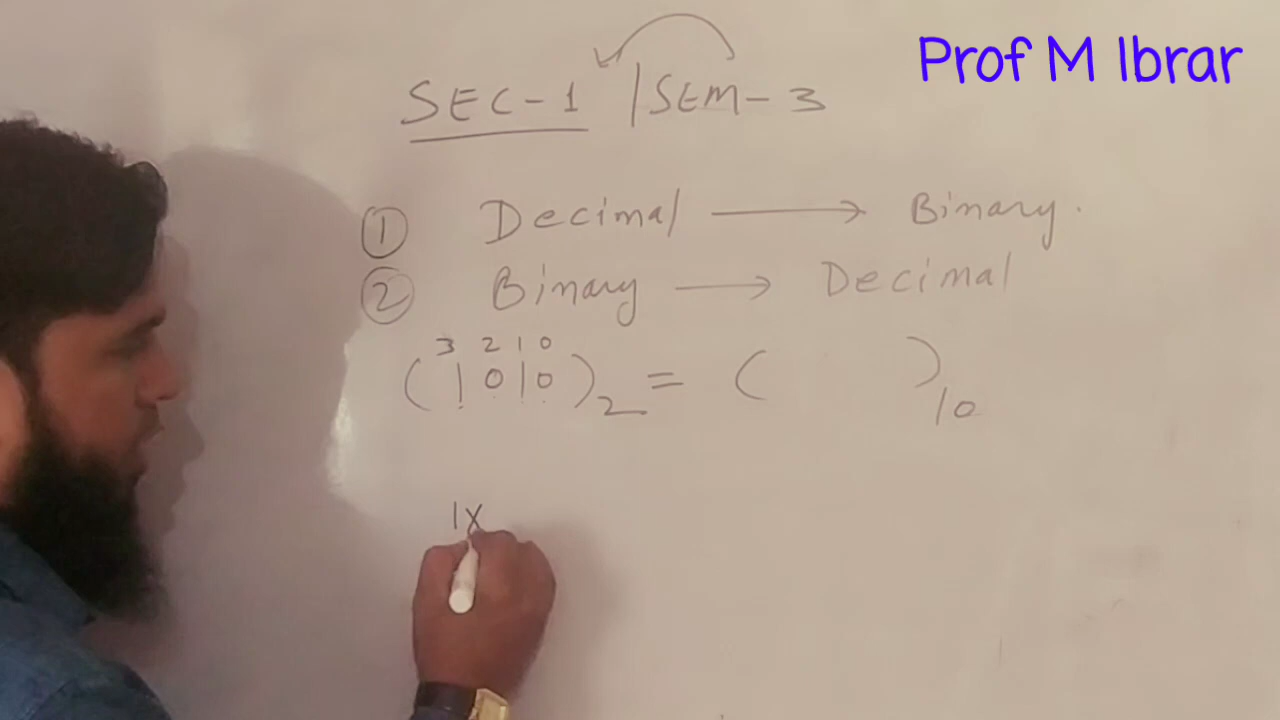 Prof M Ibrar
SEC-1 | SEM-3
① Decimal → Binary.
② Binary → Decimal
3 2 1 0
(1010)₂ = ( )₁₀
1x